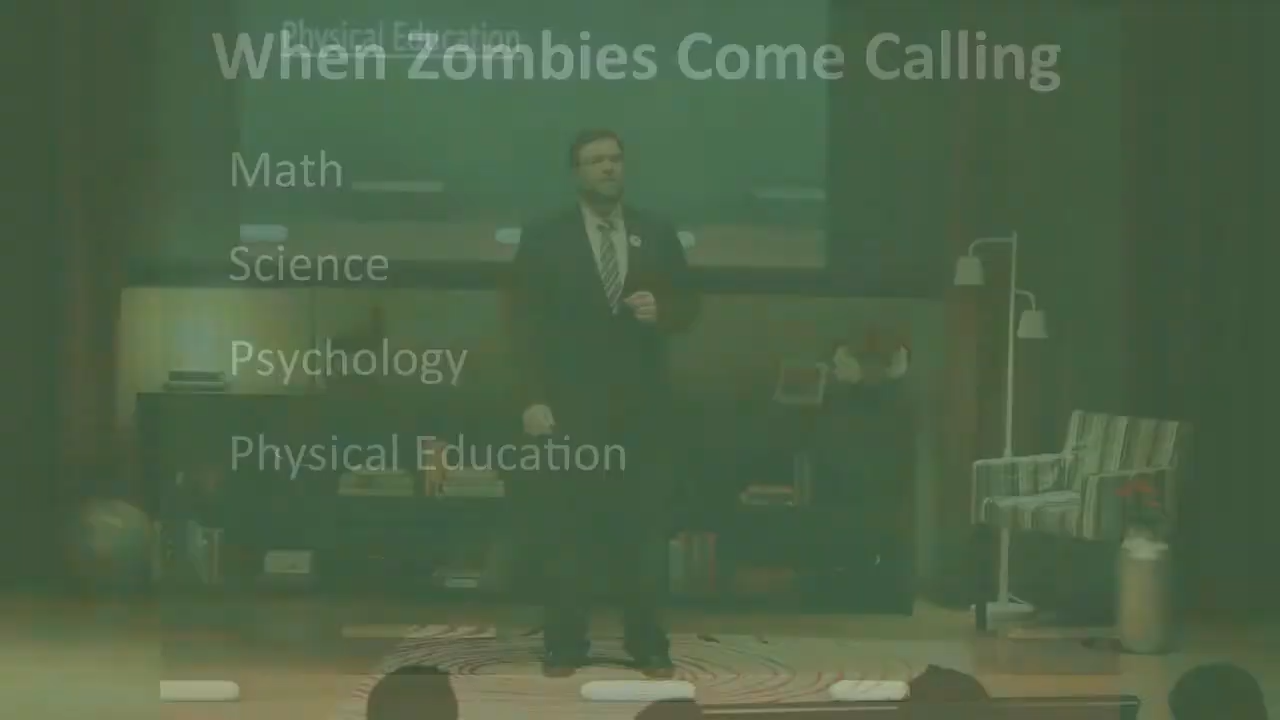 Physical Education
When Zombies Come Calling
Math
Science
Psychology
Physical Education